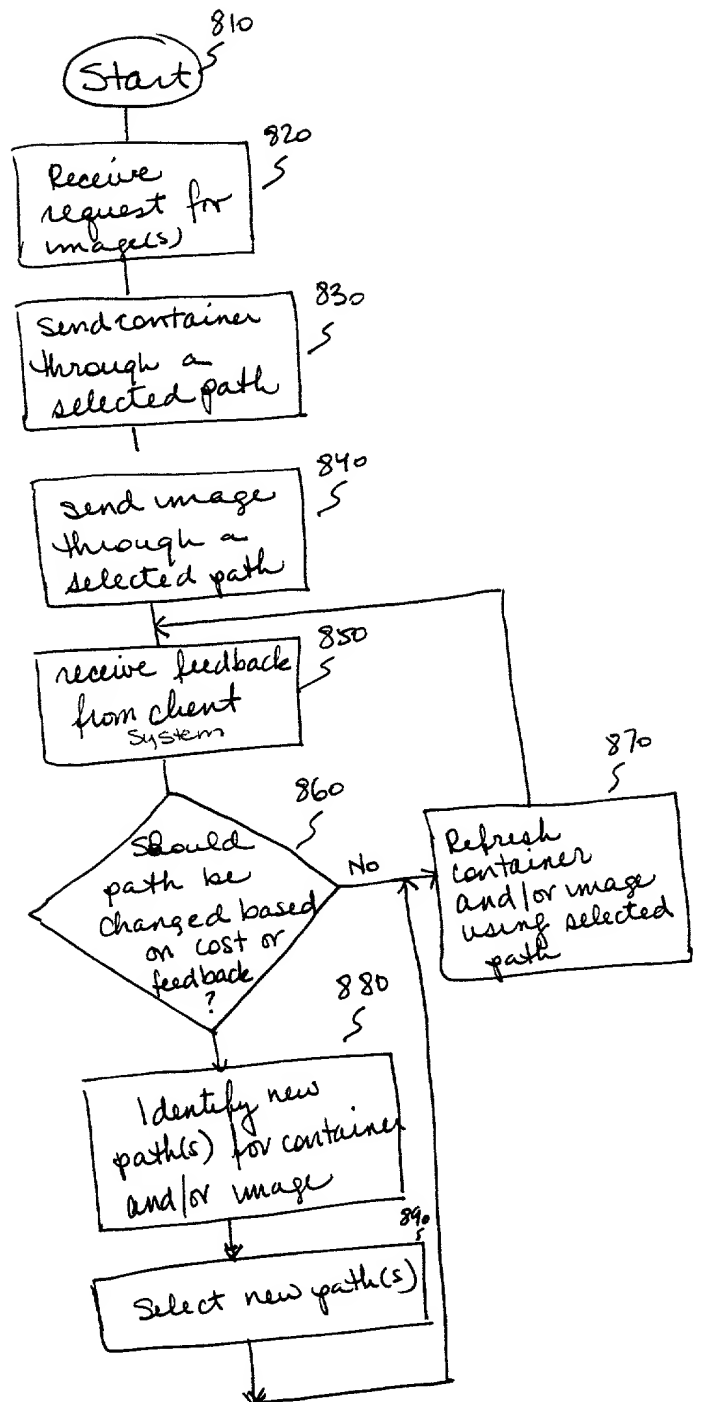 810
Start
820
Receive
request for
image(s)
830
send container
through a
selected path
840
send image
through a
selected path
850
receive feedback
from client
system
860
Should
path be
changed based
on cost or
feedback
?
No
870
Refresh
container
and/or image
using selected
path
880
Identify new
path(s) for container
and/or image
890
Select new path(s)